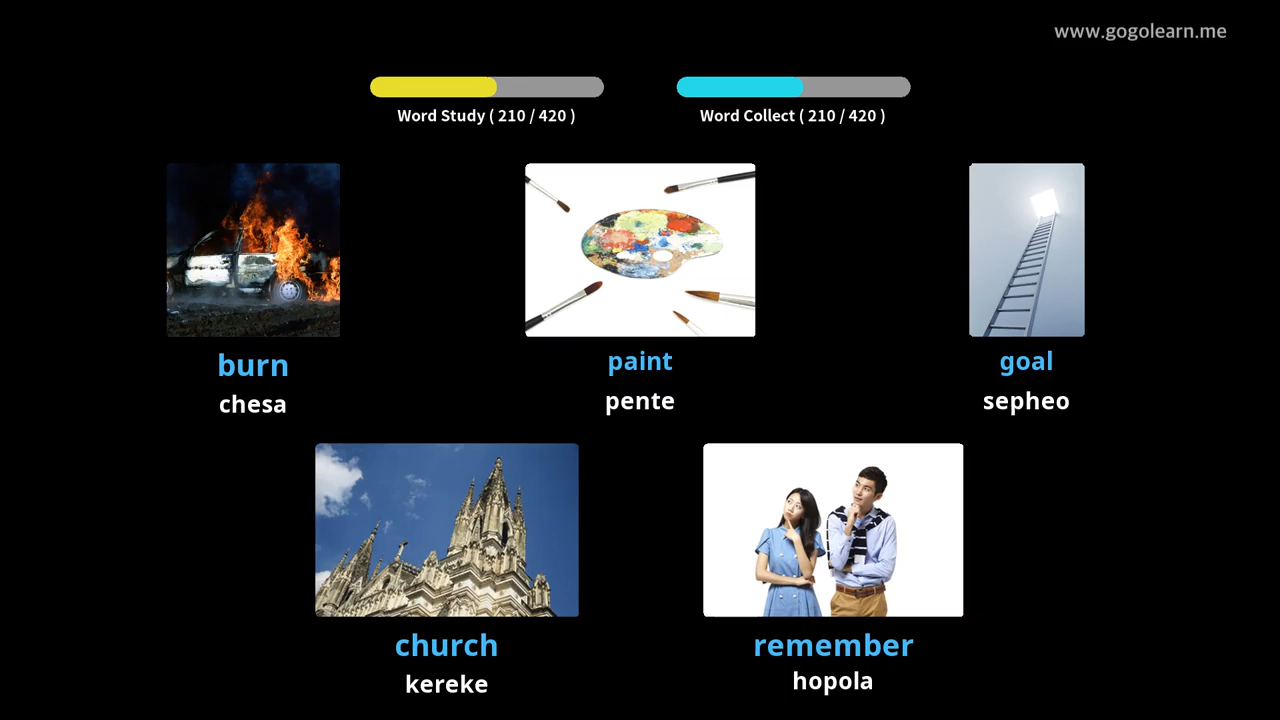 www.gogolearn.me
Word Study ( 210 / 420 )
Word Collect ( 210 / 420 )
burn
chesa
paint
pente
goal
sepheo
church
kereke
remember
hopola